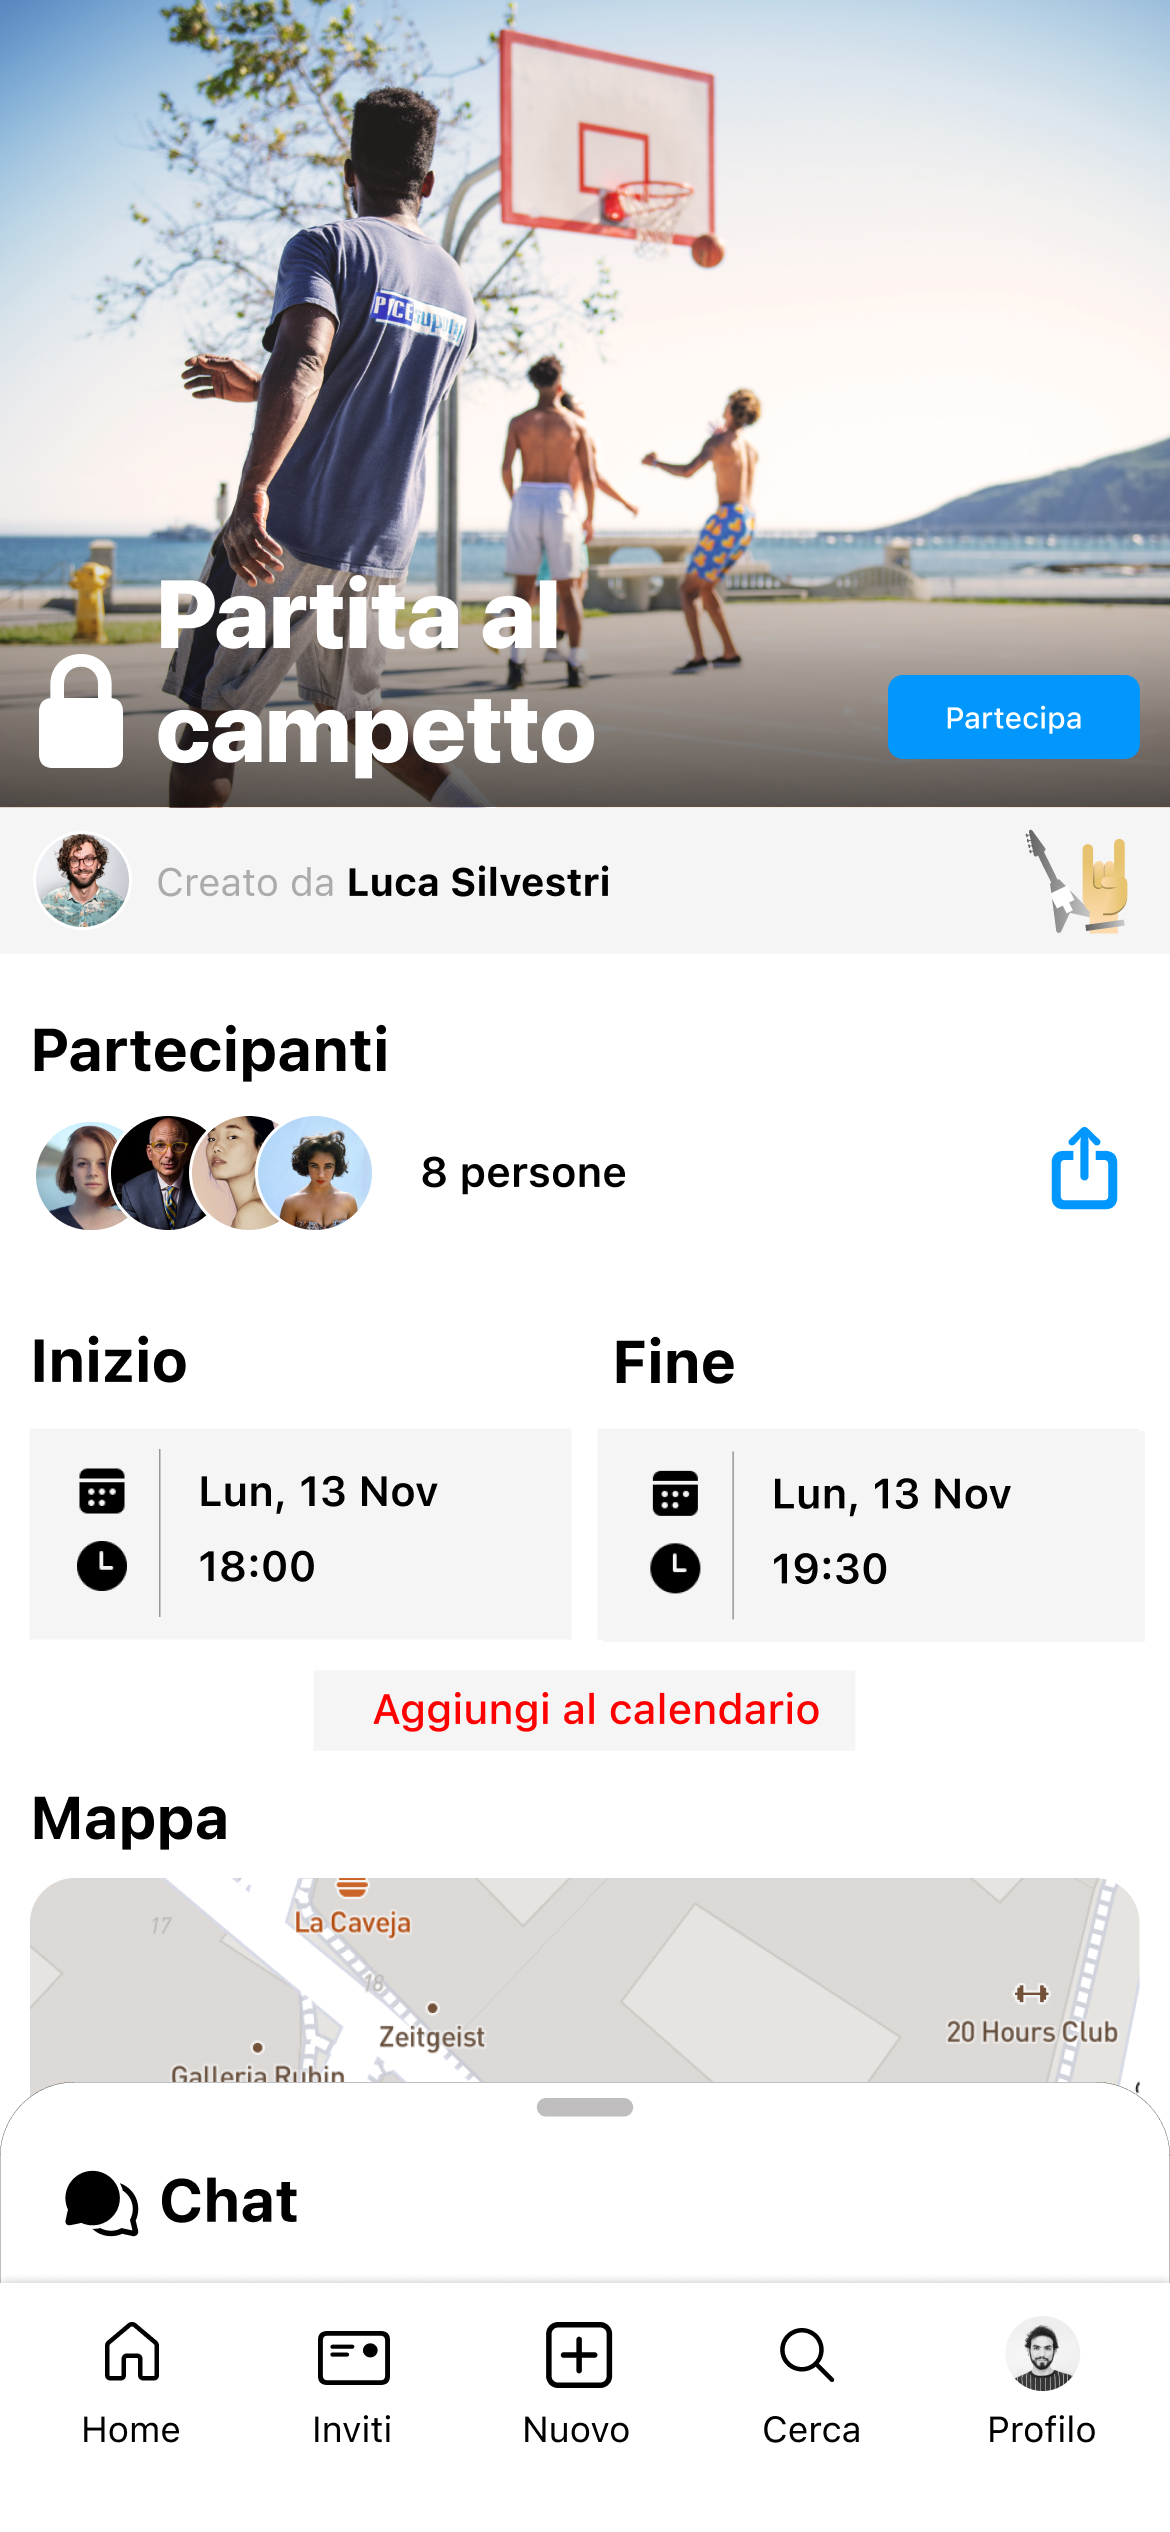 PICEsupply
Partita al
campetto
Partecipa
Creato da Luca Silvestri
Partecipanti
8 persone
Inizio
Fine
Lun, 13 Nov
18:00
Lun, 13 Nov
19:30
Aggiungi al calendario
Mappa
17
La Caveja
18
Zeitgeist
20 Hours Club
Galleria Rubin
Chat
Home
Inviti
Nuovo
Cerca
Profilo